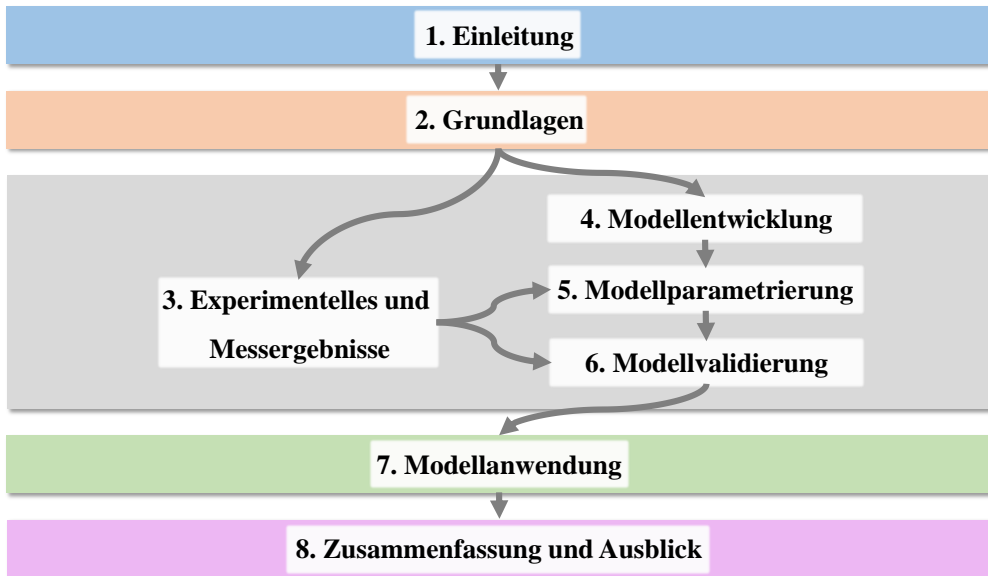 1. Einleitung
2. Grundlagen
4. Modellentwicklung
3. Experimentelles und
Messergebnisse
5. Modellparametrierung
6. Modellvalidierung
7. Modellanwendung
8. Zusammenfassung und Ausblick